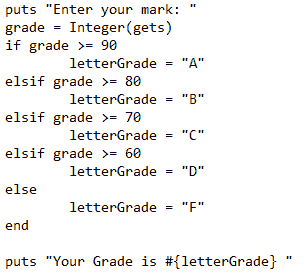 puts "Enter your mark: "
grade = Integer(gets)
if grade >= 90
        letterGrade = "A"
elsif grade >= 80
        letterGrade = "B"
elsif grade >= 70
        letterGrade = "C"
elsif grade >= 60
        letterGrade = "D"
else
        letterGrade = "F"
end

puts "Your Grade is #{letterGrade} "